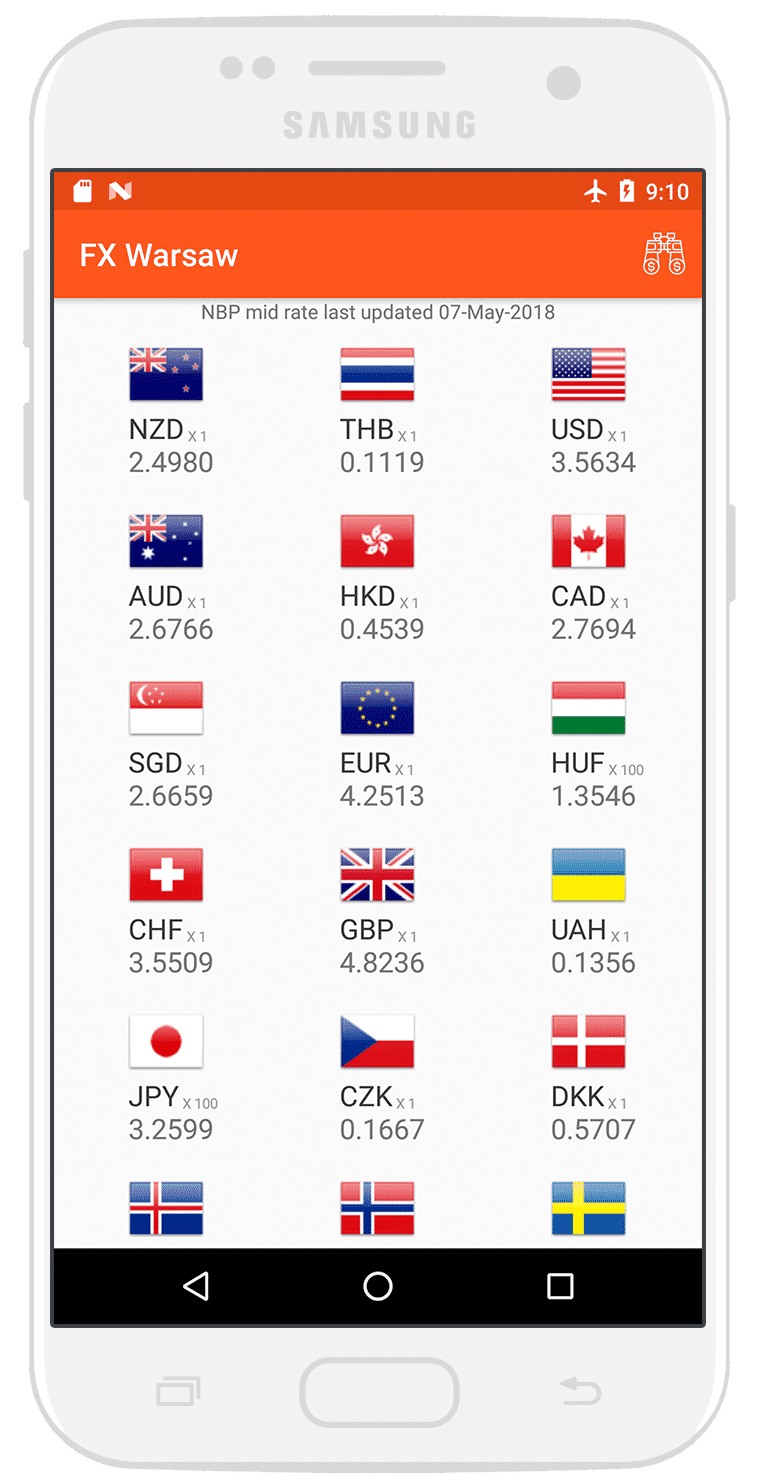 SAMSUNG
9:10
FX Warsaw
NBP mid rate last updated 07-May-2018
NZD X 1 THB X 1 USD X 1
2.4980 0.1119 3.5634
AUD X 1 HKD X 1 CAD X 1
2.6766 0.4539 2.7694
SGD X 1 EUR X 1 HUF X 100
2.6659 4.2513 1.3546
CHF X 1 GBP X 1 UAH X 1
3.5509 4.8236 0.1356
JPY X 100 CZK X 1 DKK X 1
3.2599 0.1667 0.5707